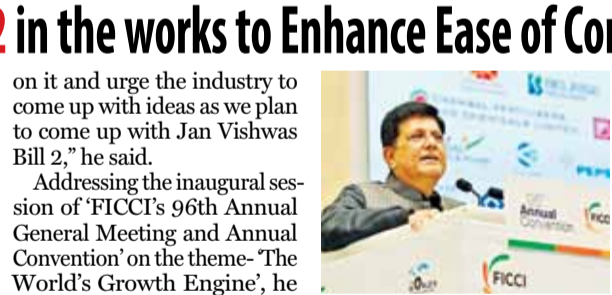 2 in the works to Enhance Ease of Co
on it and urge the industry to
come up with ideas as we plan
to come up with Jan Vishwas
Bill 2,” he said.
Addressing the inaugural ses-
sion of ‘FICCI’s 96th Annual
General Meeting and Annual
Convention’ on the theme- ‘The
World’s Growth Engine’, he
Annual
Convention
FICCI